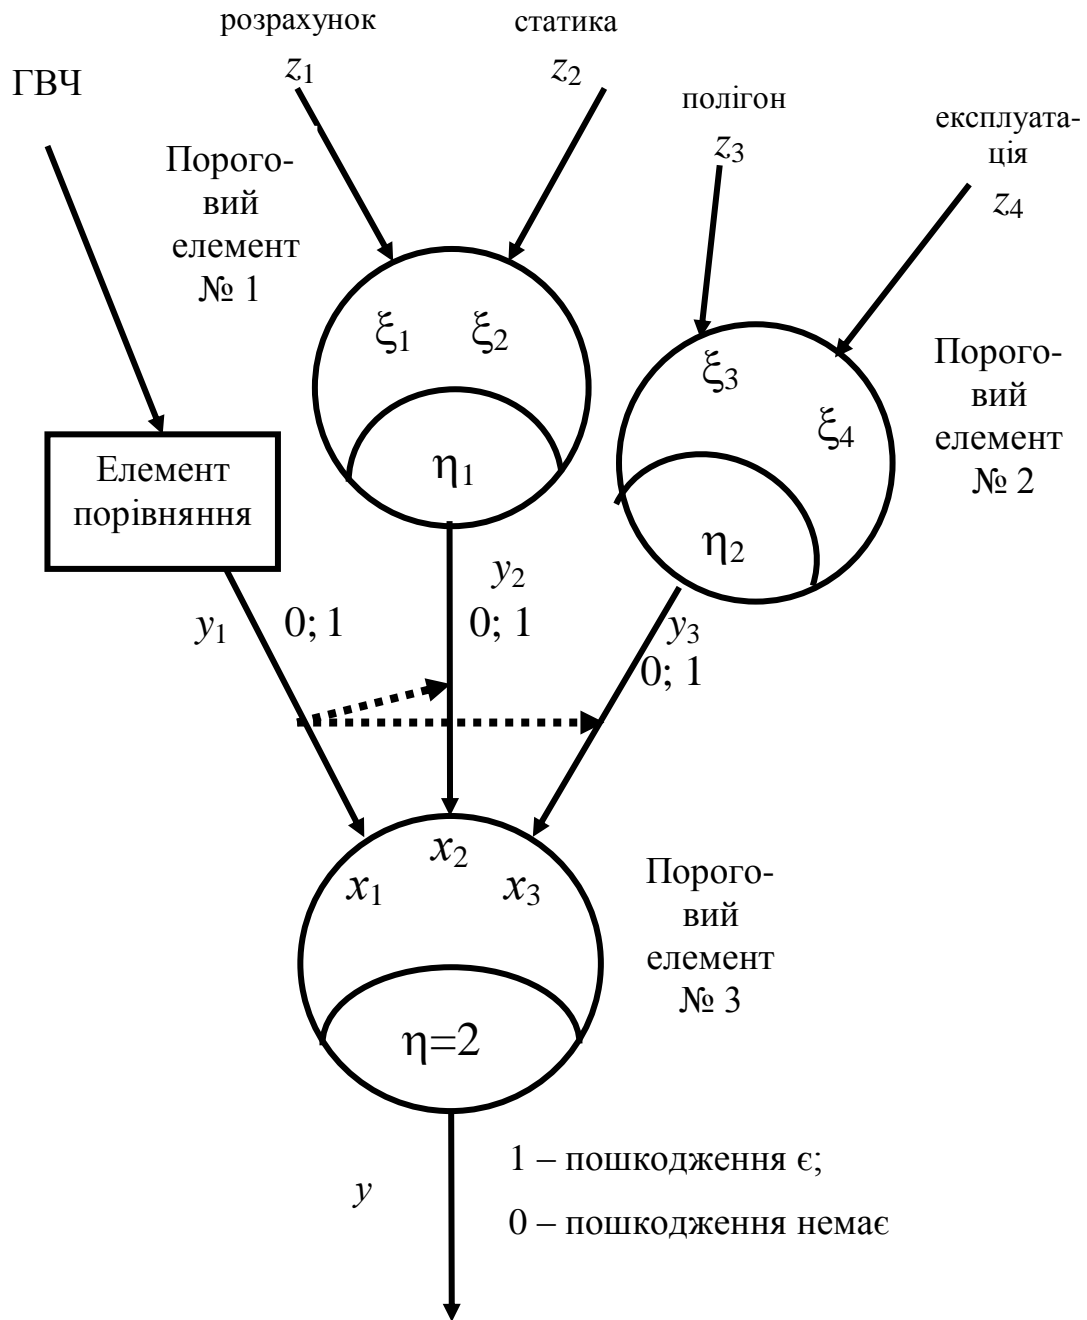 розрахунок
статика
ГВЧ
z1
z2
полігон
експлуата-
ція
z3
z4
Порого-
вий
елемент
№ 1
ξ1
ξ2
η1
ξ3
ξ4
η2
Порого-
вий
елемент
№ 2
Елемент
порівняння
y1
0; 1
y2
0; 1
y3
0; 1
x1
x2
x3
η=2
Порого-
вий
елемент
№ 3
y
1 – пошкодження є;
0 – пошкодження немає